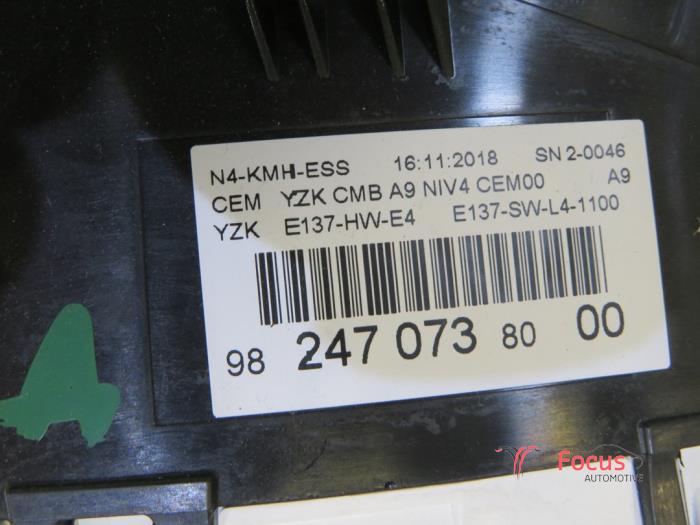 N4-KMH-ESS 16:11:2018 SN 2-0046
CEM YZK CMB A9 NIV4 CEM00 A9
YZK E137-HW-E4 E137-SW-L4-1100
98 247 073 80 00
Focus
AUTOMOTIVE